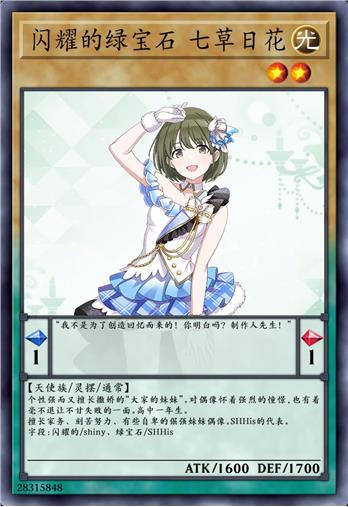 闪耀的绿宝石 七草日花 光
“我不是为了创造回忆而来的！你明白吗？制作人先生！”
1 1
【天使族/灵摆/通常】
个性强而又擅长撒娇的“大家的妹妹”。对偶像怀着强烈的憧憬，也有着
毫不退让不甘失败的一面。高中一年生。
擅长家务、刻苦努力、有些自卑的倔强妹妹偶像。SHHis的代表。
字段：闪耀的/shiny、绿宝石/SHHis
ATK/1600 DEF/1700
28315848